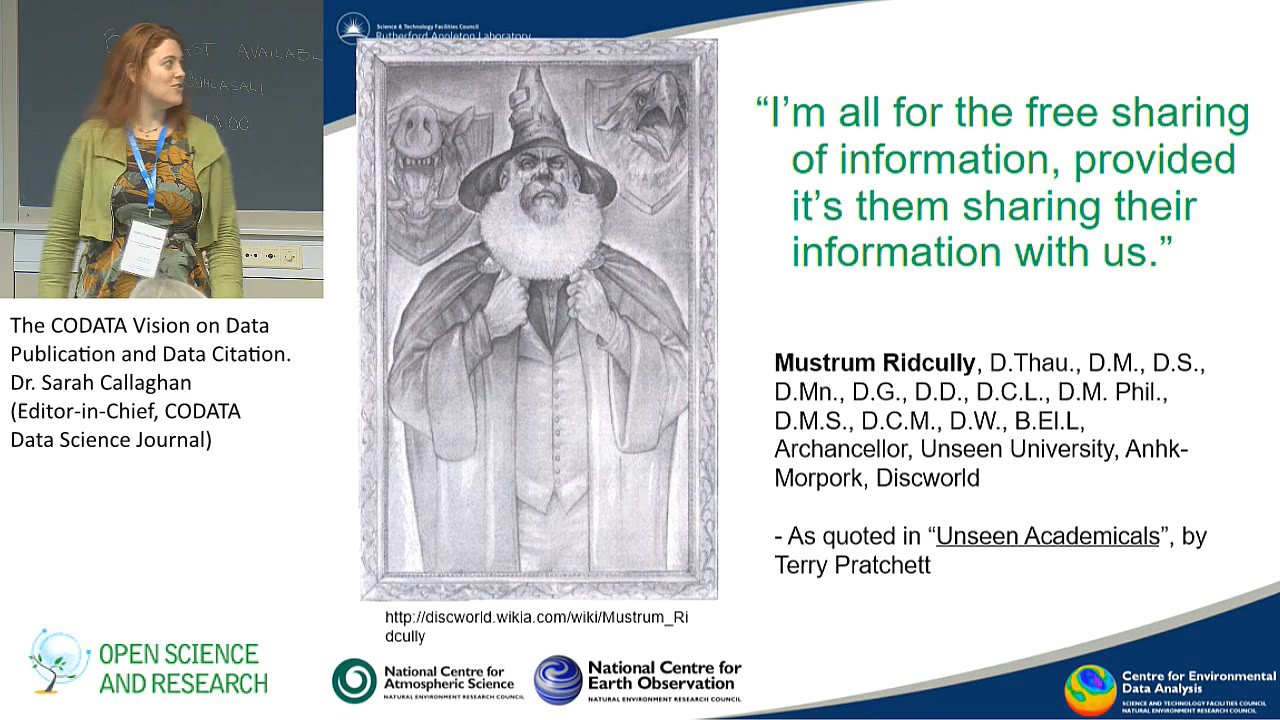 AVAILABL
Science & Technology Facilities Council
Rutherford Appleton Laboratory
“I’m all for the free sharing
of information, provided
it’s them sharing their
information with us.”
The CODATA Vision on Data
Publication and Data Citation.
Dr. Sarah Callaghan
(Editor-in-Chief, CODATA
Data Science Journal)
Mustrum Ridcully, D.Thau., D.M., D.S.,
D.Mn., D.G., D.D., D.C.L., D.M. Phil.,
D.M.S., D.C.M., D.W., B.El.L,
Archancellor, Unseen University, Anhk-
Morpork, Discworld
- As quoted in “Unseen Academicals”, by
Terry Pratchett
http://discworld.wikia.com/wiki/Mustrum_Ri
dcully
OPEN SCIENCE
AND RESEARCH
National Centre for
Atmospheric Science
NATURAL ENVIRONMENT RESEARCH COUNCIL
National Centre for
Earth Observation
NATURAL ENVIRONMENT RESEARCH COUNCIL
Centre for Environmental
Data Analysis
SCIENCE AND TECHNOLOGY FACILITIES COUNCIL
NATURAL ENVIRONMENT RESEARCH COUNCIL